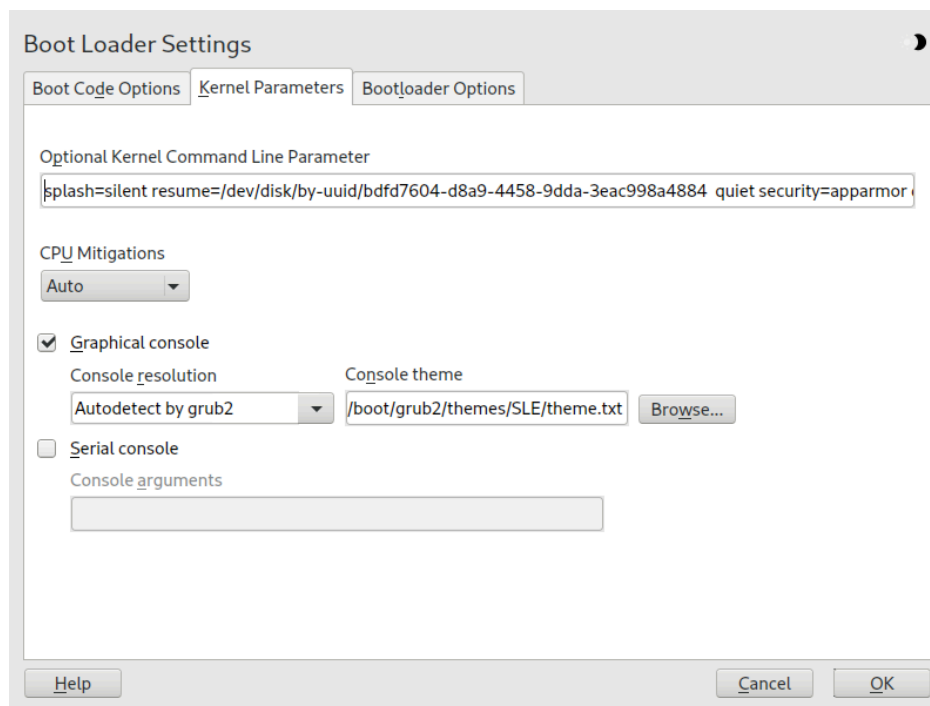 Boot Loader Settings
Boot Code Options Kernel Parameters Bootloader Options
Optional Kernel Command Line Parameter
splash=silent resume=/dev/disk/by-uuid/bdfd7604-d8a9-4458-9dda-3eac998a4884 quiet security=apparmor
CPU Mitigations
Auto
Graphical console
Console resolution Console theme
Autodetect by grub2 /boot/grub2/themes/SLE/theme.txt Browse...
Serial console
Console arguments
Help Cancel OK